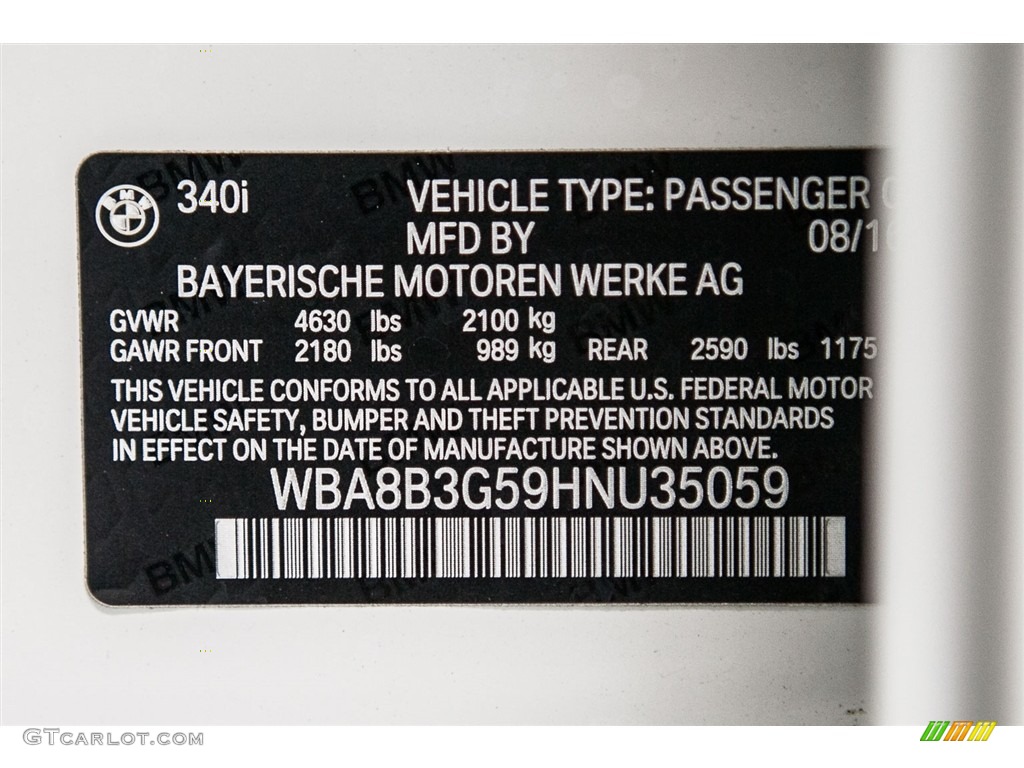 BMW
340i VEHICLE TYPE: PASSENGER
MFD BY 08/1
BAYERISCHE MOTOREN WERKE AG
GVWR 4630 lbs 2100 kg
GAWR FRONT 2180 lbs 989 kg REAR 2590 lbs 1175
THIS VEHICLE CONFORMS TO ALL APPLICABLE U.S. FEDERAL MOTOR
VEHICLE SAFETY, BUMPER AND THEFT PREVENTION STANDARDS
IN EFFECT ON THE DATE OF MANUFACTURE SHOWN ABOVE.
WBA8B3G59HNU35059
GTCARLOT.COM